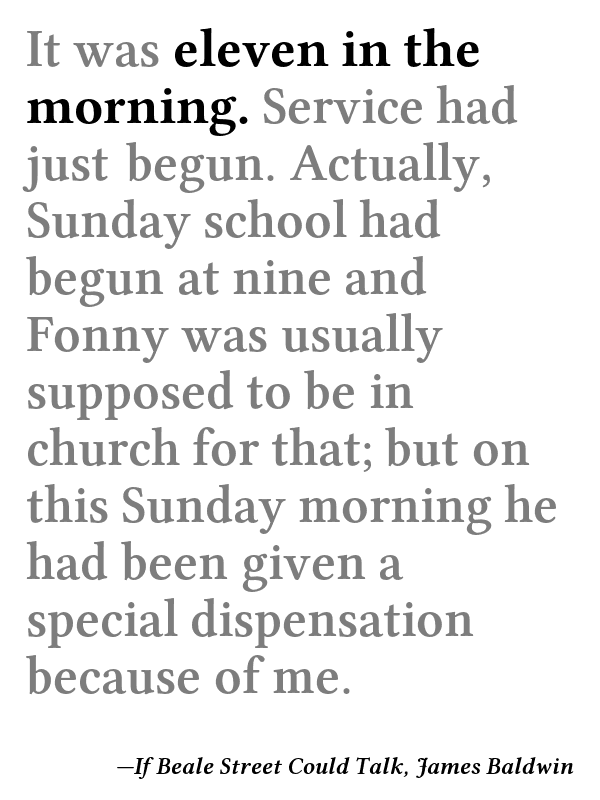 It was eleven in the
morning. Service had
just begun. Actually,
Sunday school had
begun at nine and
Fonny was usually
supposed to be in
church for that; but on
this Sunday morning he
had been given a
special dispensation
because of me.
—If Beale Street Could Talk, James Baldwin